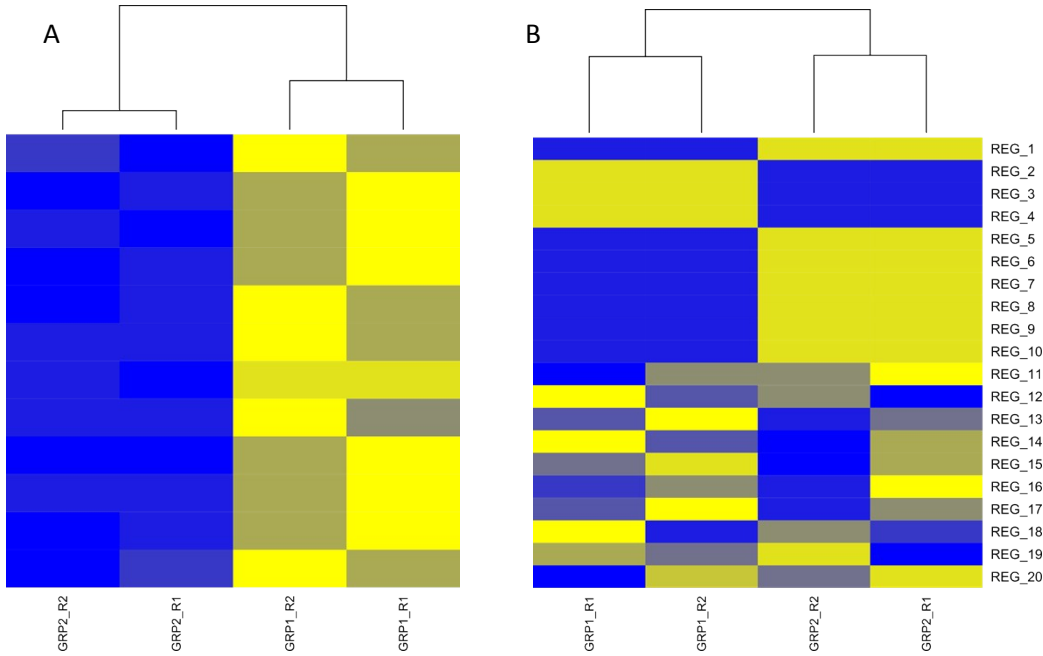 A
B
REG_1
REG_2
REG_3
REG_4
REG_5
REG_6
REG_7
REG_8
REG_9
REG_10
REG_11
REG_12
REG_13
REG_14
REG_15
REG_16
REG_17
REG_18
REG_19
REG_20
GRP2_R2
GRP2_R1
GRP1_R2
GRP1_R1
GRP1_R1
GRP1_R2
GRP2_R2
GRP2_R1